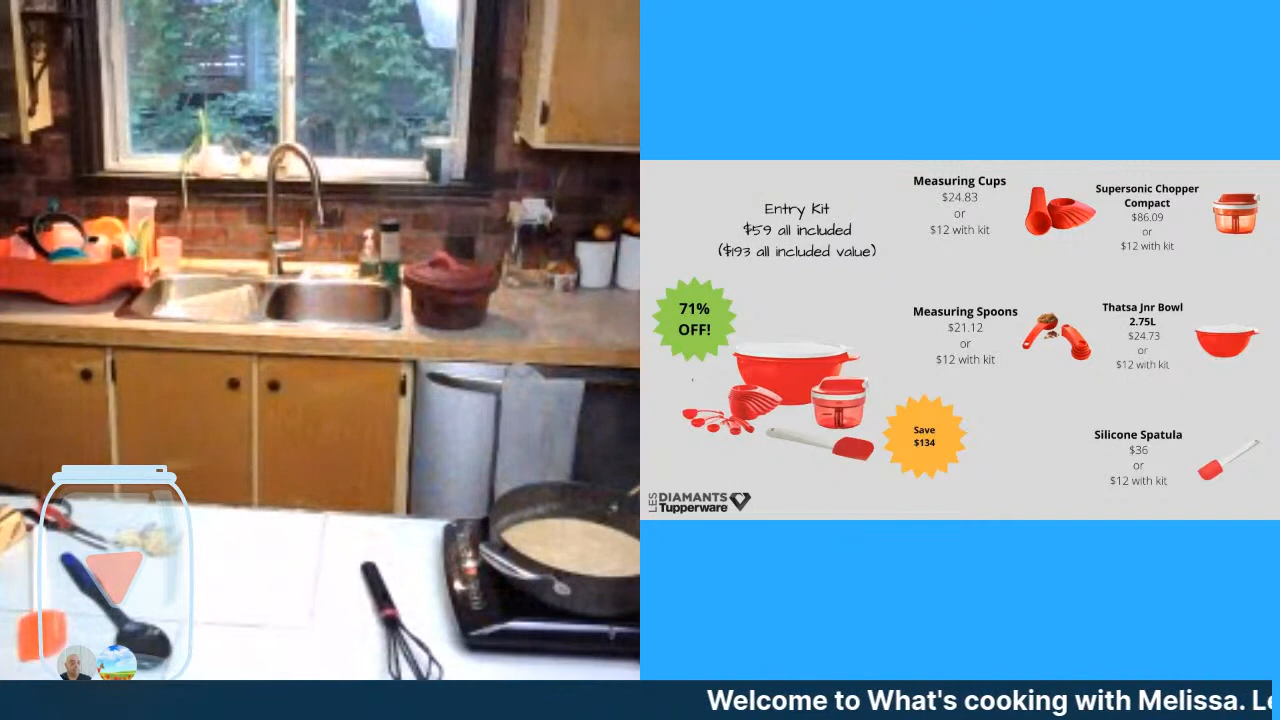 Entry Kit
$59 all included
($193 all included value)
71%
OFF!
Save
$134
Measuring Cups
$24.83
or
$12 with kit
Supersonic Chopper
Compact
$86.09
or
$12 with kit
Measuring Spoons
$21.12
or
$12 with kit
Thatsa Jnr Bowl
2.75L
$24.73
or
$12 with kit
Silicone Spatula
$36
or
$12 with kit
LES DIAMANTS
Tupperware
Welcome to What's cooking with Melissa. Le